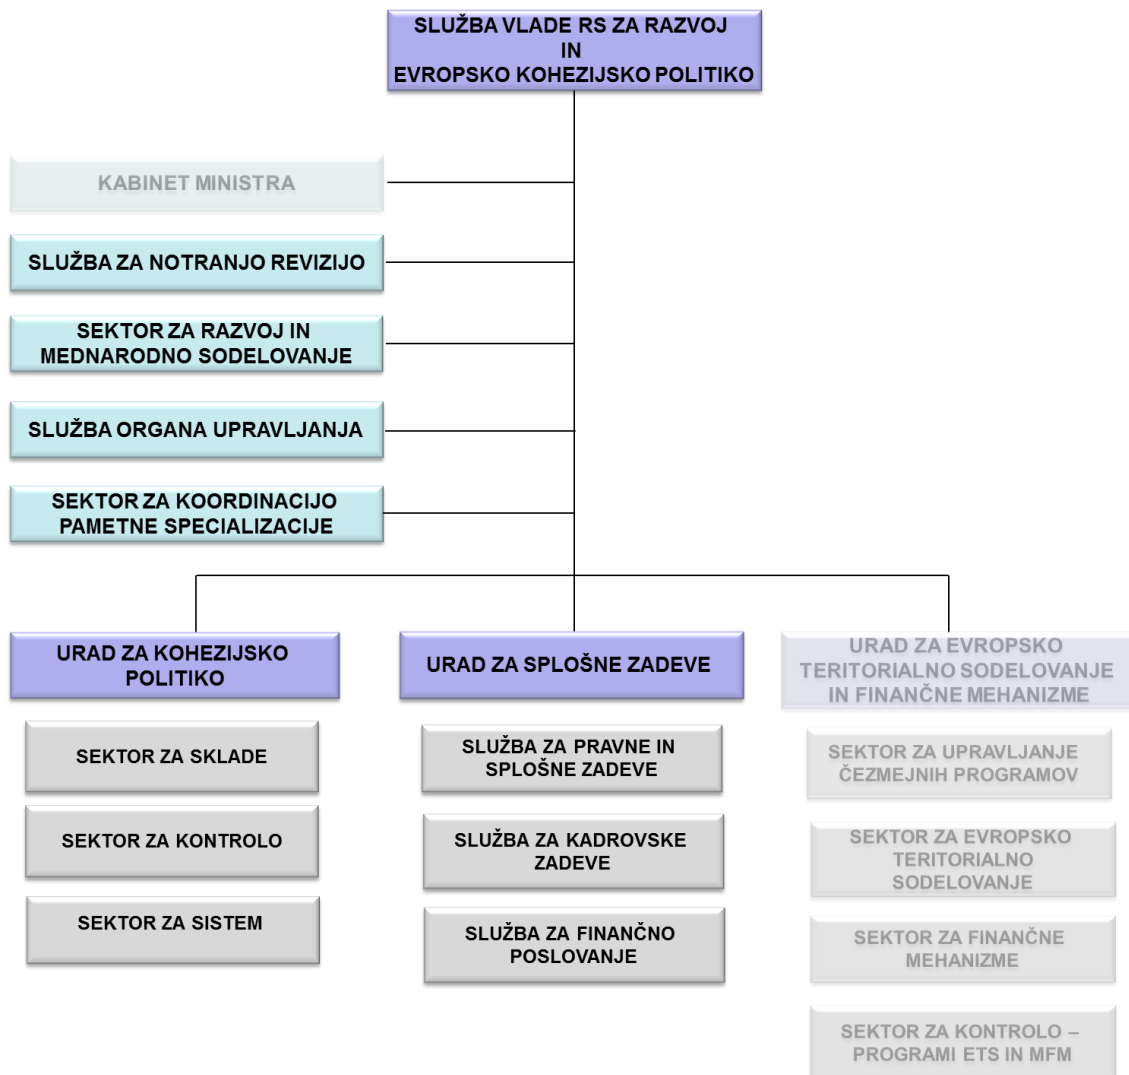 SLUŽBA VLADE RS ZA RAZVOJ
IN
EVROPSKO KOHEZIJSKO POLITIKO
KABINET MINISTRA
SLUŽBA ZA NOTRANJO REVIZIJO
SEKTOR ZA RAZVOJ IN
MEDNARODNO SODELOVANJE
SLUŽBA ORGANA UPRAVLJANJA
SEKTOR ZA KOORDINACIJO
PAMETNE SPECIALIZACIJE
URAD ZA KOHEZIJSKO
POLITIKO
SEKTOR ZA SKLADE
SEKTOR ZA KONTROLO
SEKTOR ZA SISTEM
URAD ZA SPLOŠNE ZADEVE
SLUŽBA ZA PRAVNE IN
SPLOŠNE ZADEVE
SLUŽBA ZA KADROVSKE
ZADEVE
SLUŽBA ZA FINANČNO
POSLOVANJE
URAD ZA EVROPSKO
TERITORIALNO SODELOVANJE
IN FINANČNE MEHANIZME
SEKTOR ZA UPRAVLJANJE
ČEZMEJNIH PROGRAMOV
SEKTOR ZA EVROPSKO
TERITORIALNO
SODELOVANJE
SEKTOR ZA FINANČNE
MEHANIZME
SEKTOR ZA KONTROLO –
PROGRAMI ETS IN MFM